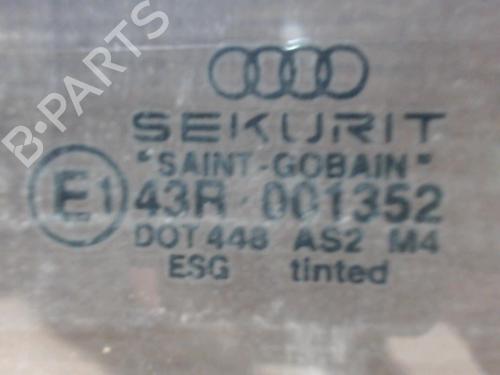 B-PARTS
SEKURIT
"SAINT-GOBAIN"
E1 43R 001352
DOT 448 AS2 M4
ESG tinted